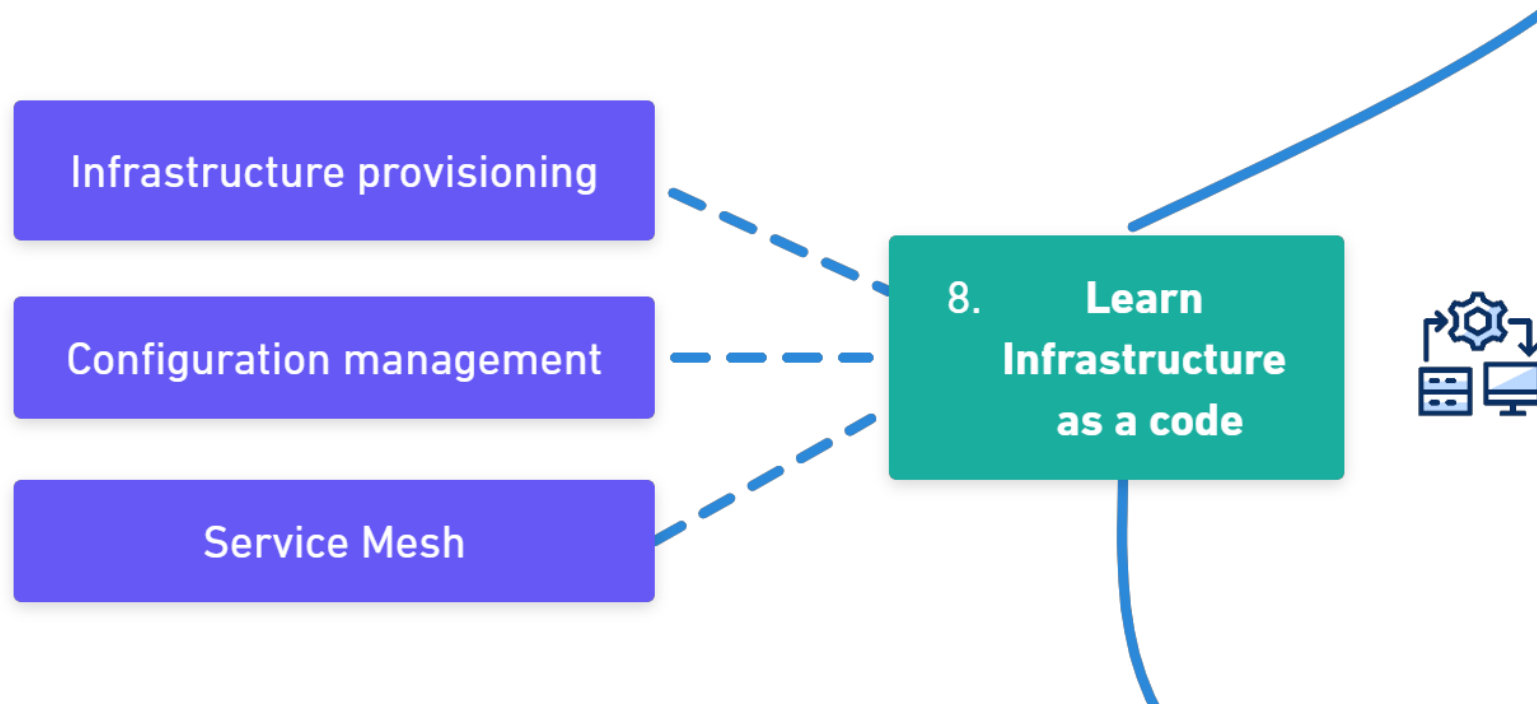 Infrastructure provisioning
Configuration management
Service Mesh
8. Learn
Infrastructure
as a code